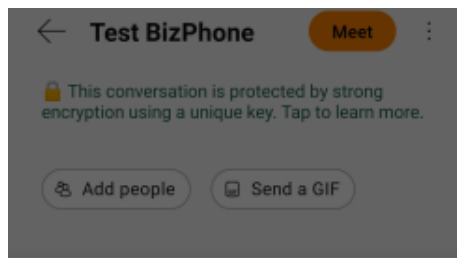 Test BizPhone
Meet
This conversation is protected by strong
encryption using a unique key. Tap to learn more.
Add people
Send a GIF